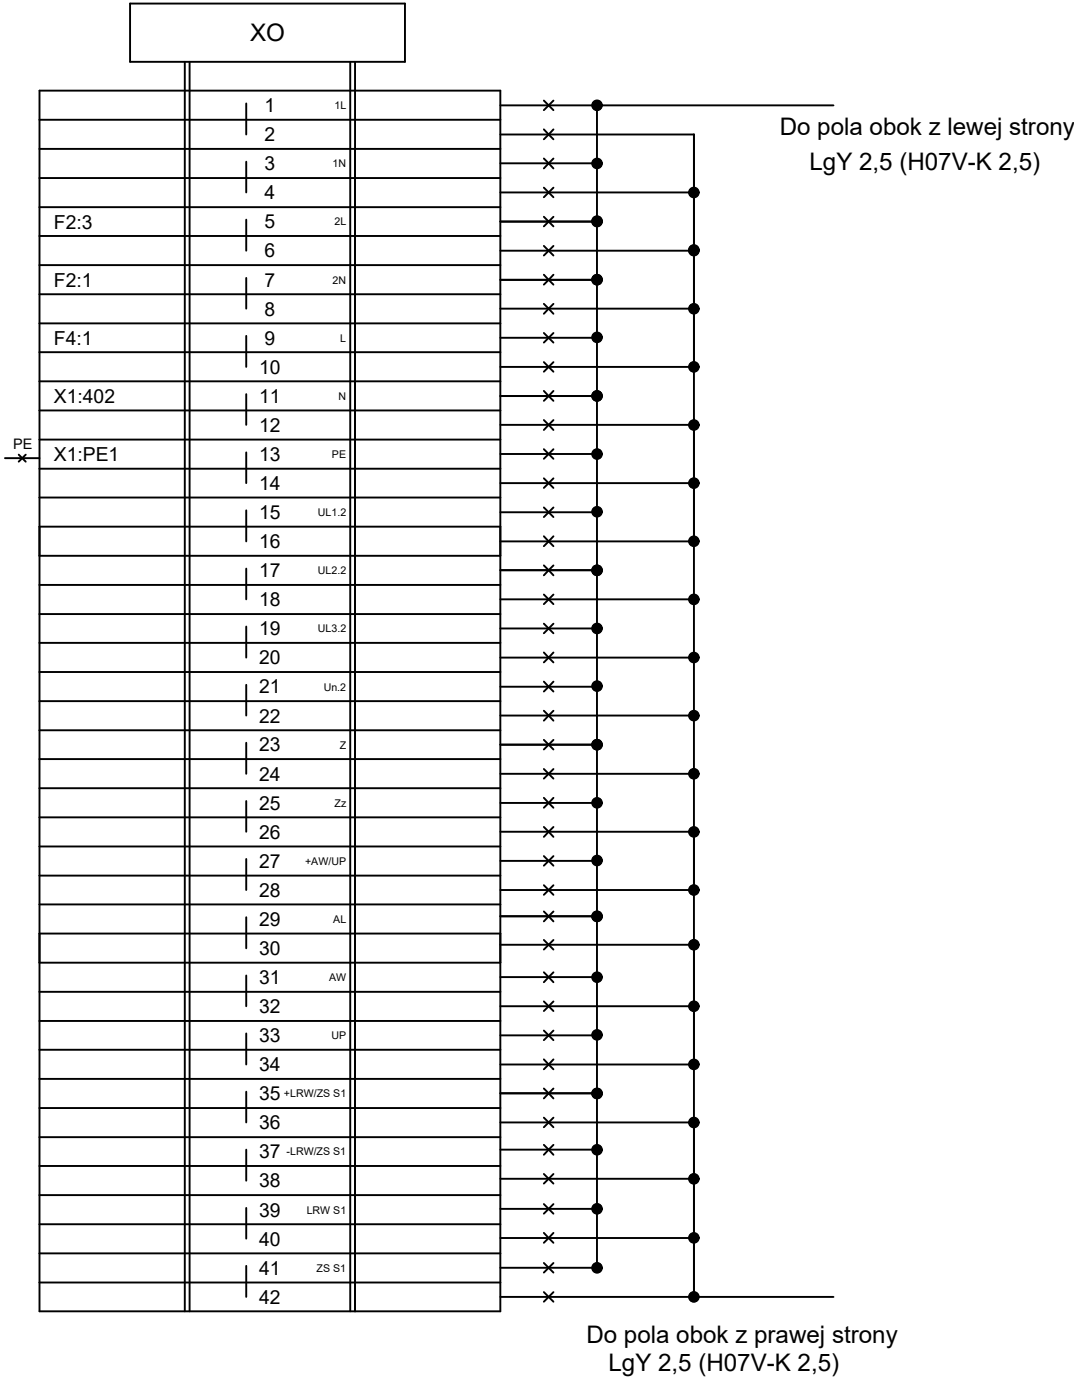 XO
1 1L
Do pola obok z lewej strony
2
LgY 2,5 (H07V-K 2,5)
3 1N
4
F2:3 5 2L
6
F2:1 7 2N
8
F4:1 9 L
10
X1:402 11 N
12
PE X1:PE1 13 PE
14
15 UL1.2
16
17 UL2.2
18
19 UL3.2
20
21 Un.2
22
23 Z
24
25 Zz
26
27 +AW/UP
28
29 AL
30
31 AW
32
33 UP
34
35 +LRW/ZS S1
36
37 -LRW/ZS S1
38
39 LRW S1
40
41 ZS S1
42
Do pola obok z prawej strony
LgY 2,5 (H07V-K 2,5)